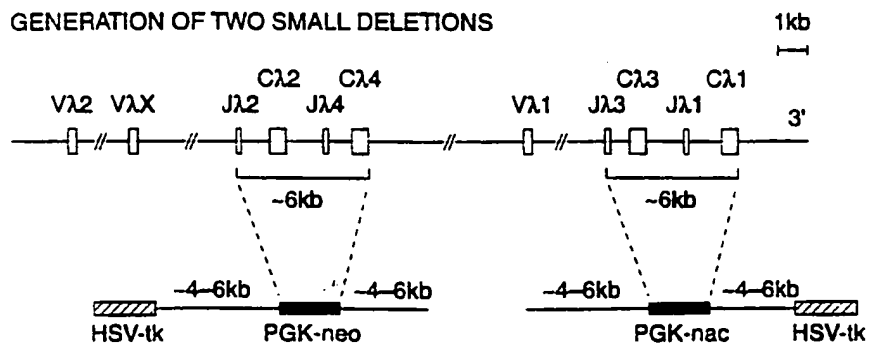 GENERATION OF TWO SMALL DELETIONS
1kb
Cλ2 Cλ4 Cλ3 Cλ1
Vλ2 VλX Jλ2 Jλ4 Vλ1 Jλ3 Jλ1 3'
// // // //
~6kb ~6kb
~4–6kb ~4–6kb ~4–6kb ~4–6kb
HSV-tk PGK-neo PGK-nac HSV-tk